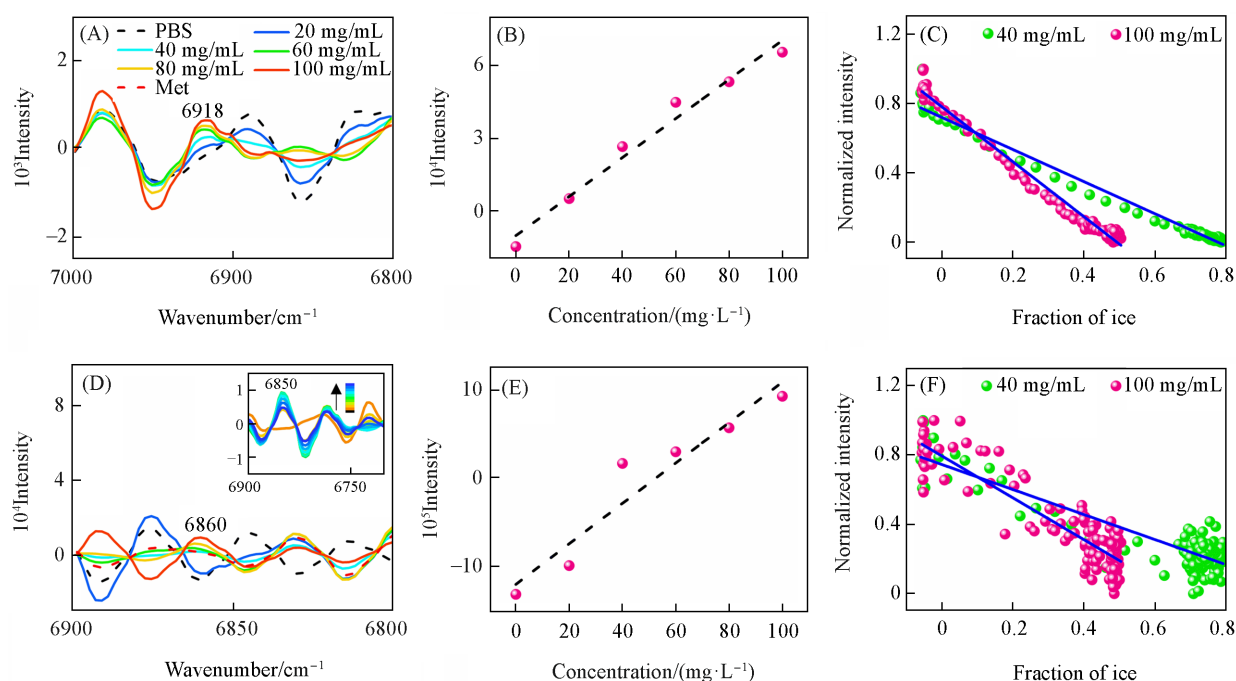 (A)
PBS
20 mg/mL
40 mg/mL
60 mg/mL
80 mg/mL
100 mg/mL
Met
6918
2
0
−2
10³Intensity
7000
6900
6800
Wavenumber/cm⁻¹
(B)
6
3
0
10⁴Intensity
0
20
40
60
80
100
Concentration/(mg·L⁻¹)
(C)
40 mg/mL
100 mg/mL
1.2
0.8
0.4
0
Normalized intensity
0
0.2
0.4
0.6
0.8
Fraction of ice
(D)
6850
1
0
−1
6900
6750
6860
8
4
2
0
10⁴Intensity
6900
6850
6800
Wavenumber/cm⁻¹
(E)
10
0
−10
10⁵Intensity
0
20
40
60
80
100
Concentration/(mg·L⁻¹)
(F)
40 mg/mL
100 mg/mL
1.2
0.8
0.4
0
Normalized intensity
0
0.2
0.4
0.6
0.8
Fraction of ice